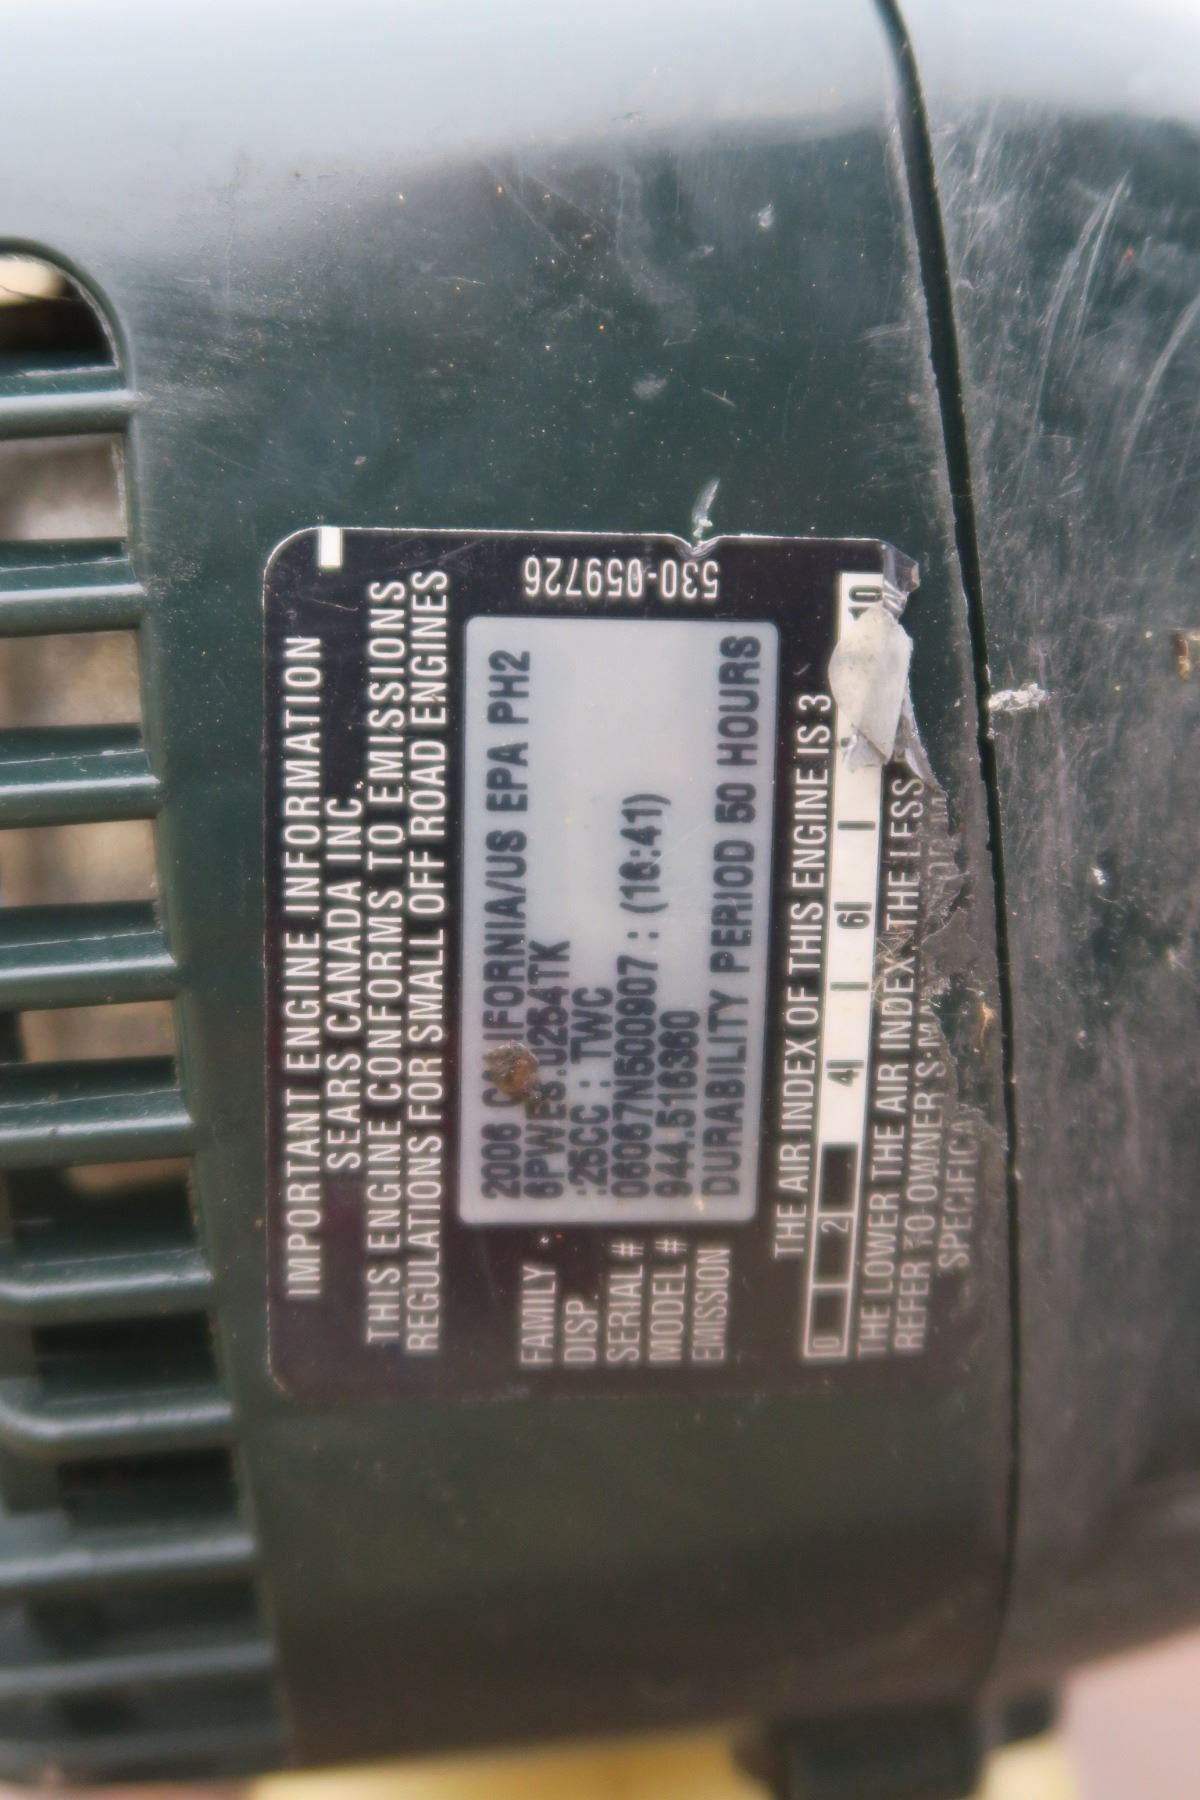 IMPORTANT ENGINE INFORMATION
SEARS CANADA INC.
THIS ENGINE CONFORMS TO EMISSIONS
REGULATIONS FOR SMALL OFF ROAD ENGINES
530-059726
2006 CALIFORNIA/US EPA PH2
FAMILY 6PWES.0254TK
DISP. :25CC : TWC
SERIAL # 06067N500907 : (16:41)
MODEL # 944.516360
EMISSION DURABILITY PERIOD 50 HOURS
THE AIR INDEX OF THIS ENGINE IS 3
0 2 4 6 10
THE LOWER THE AIR INDEX, THE LESS
REFER TO OWNER'S